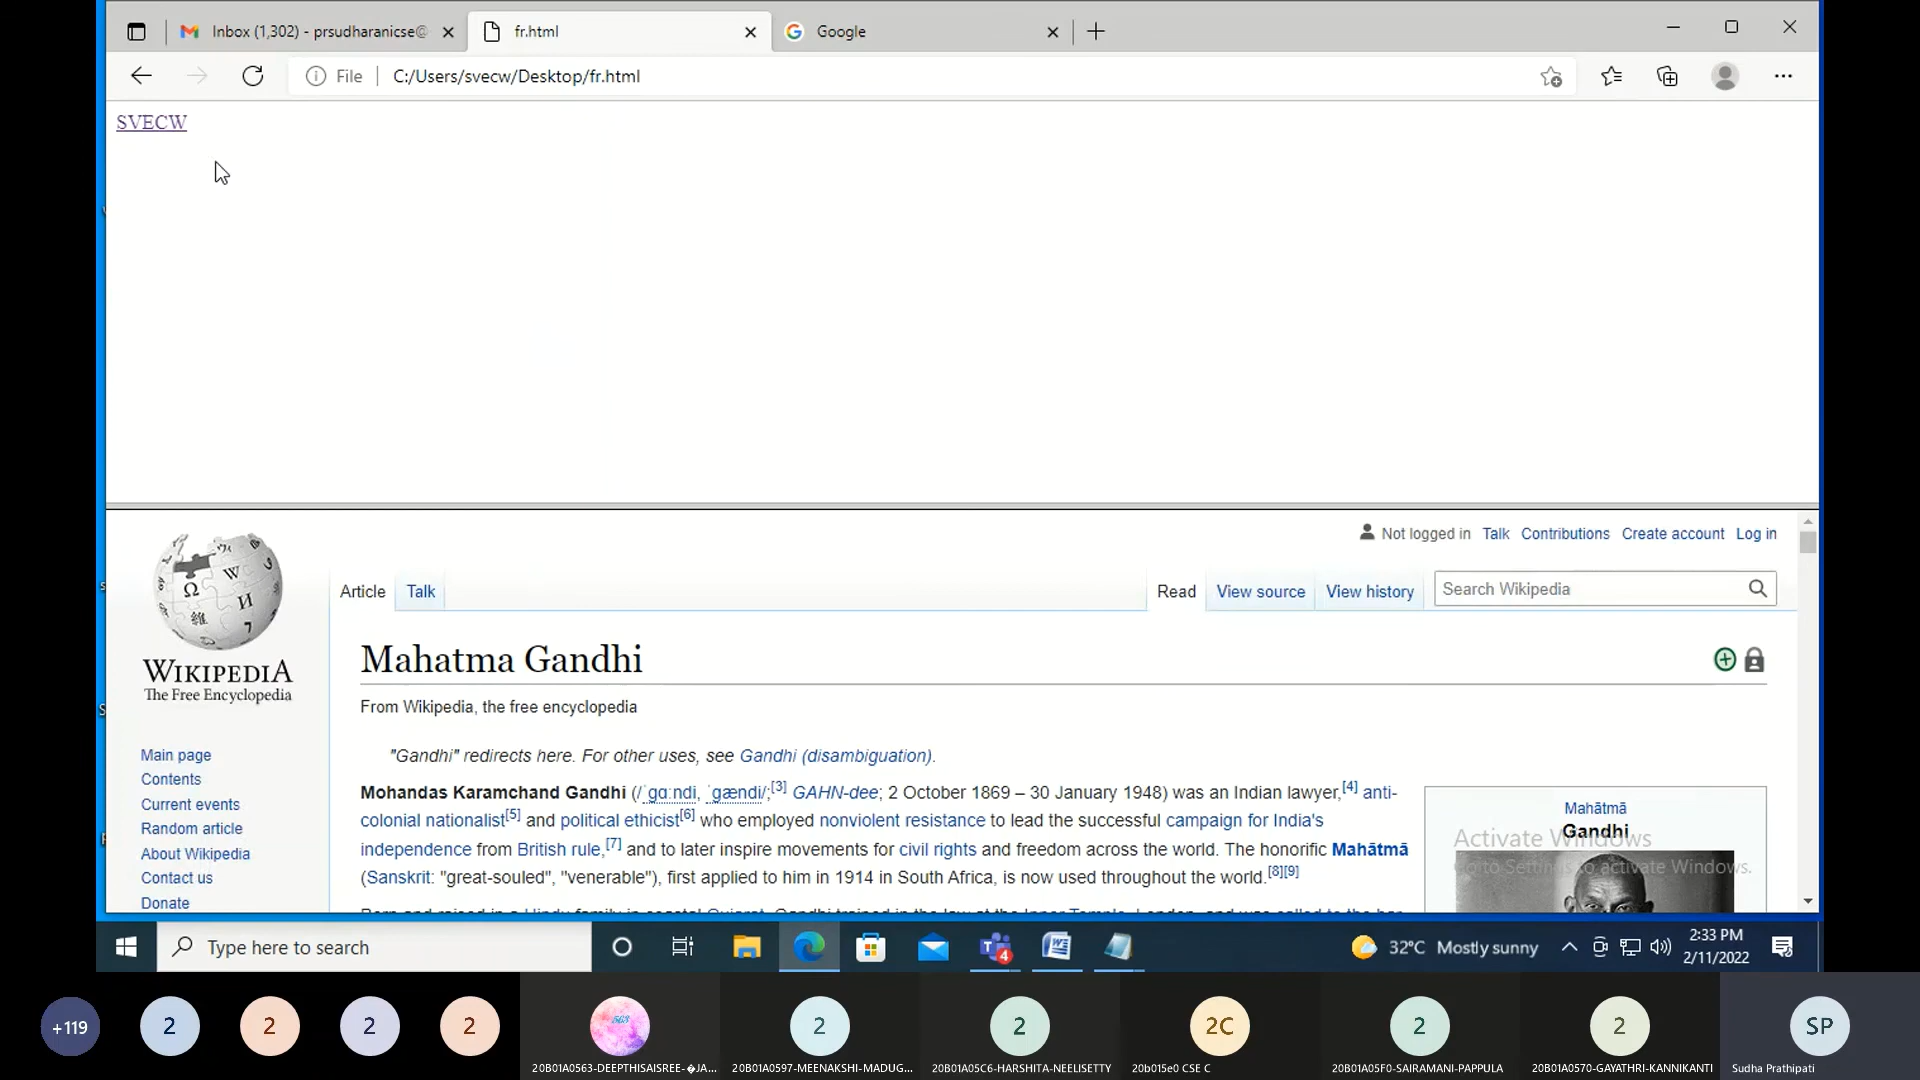 Inbox (1,302) - prsudharanicse@
fr.html
Google
File
C:/Users/svecw/Desktop/fr.html
SVECW
Not logged in Talk Contributions Create account Log in
Article Talk Read View source View history Search Wikipedia
WIKIPEDIA
The Free Encyclopedia
Mahatma Gandhi
From Wikipedia, the free encyclopedia
"Gandhi" redirects here. For other uses, see Gandhi (disambiguation).
Mohandas Karamchand Gandhi (/ˈɡɑːndi, ˈɡændi/;[3] GAHN-dee; 2 October 1869 – 30 January 1948) was an Indian lawyer,[4] anti-
colonial nationalist[5] and political ethicist[6] who employed nonviolent resistance to lead the successful campaign for India's
independence from British rule,[7] and to later inspire movements for civil rights and freedom across the world. The honorific Mahātmā
(Sanskrit: "great-souled", "venerable"), first applied to him in 1914 in South Africa, is now used throughout the world.[8][9]
Main page
Contents
Current events
Random article
About Wikipedia
Contact us
Donate
Mahātmā
Gandhi
Activate Windows
Go to Settings to activate Windows.
Type here to search
4
32°C Mostly sunny
2:33 PM
2/11/2022
+119
2
2
2
2
563
2
2
2C
2
2
SP
20B01A0563-DEEPTHISAISREE-�JA...
20B01A0597-MEENAKSHI-MADUG...
20B01A05C6-HARSHITA-NEELISETTY
20b015e0 CSE C
20B01A05F0-SAIRAMANI-PAPPULA
20B01A0570-GAYATHRI-KANNIKANTI
Sudha Prathipati